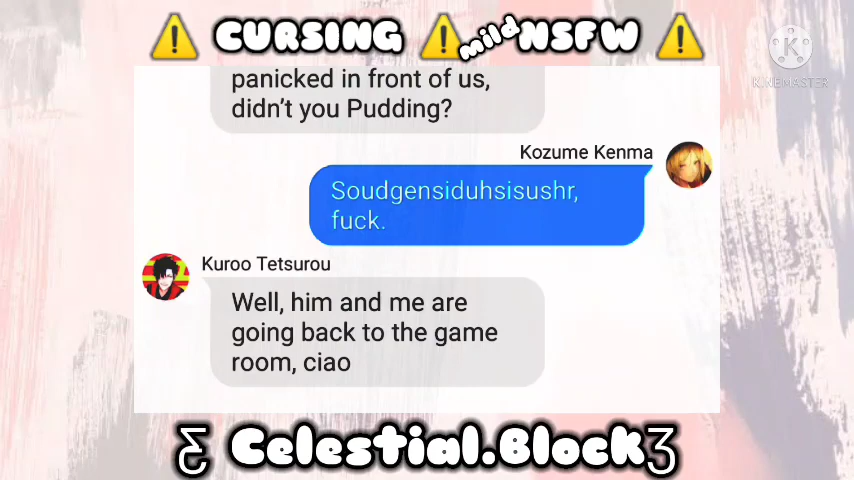 ⚠️ CURSING ⚠️ mild NSFW ⚠️
K
KINEMASTER
panicked in front of us,
didn't you Pudding?
Kozume Kenma
Soudgensiduhsisushr,
fuck.
Kuroo Tetsurou
Well, him and me are
going back to the game
room, ciao
Ƹ Celestial.Block Ʒ